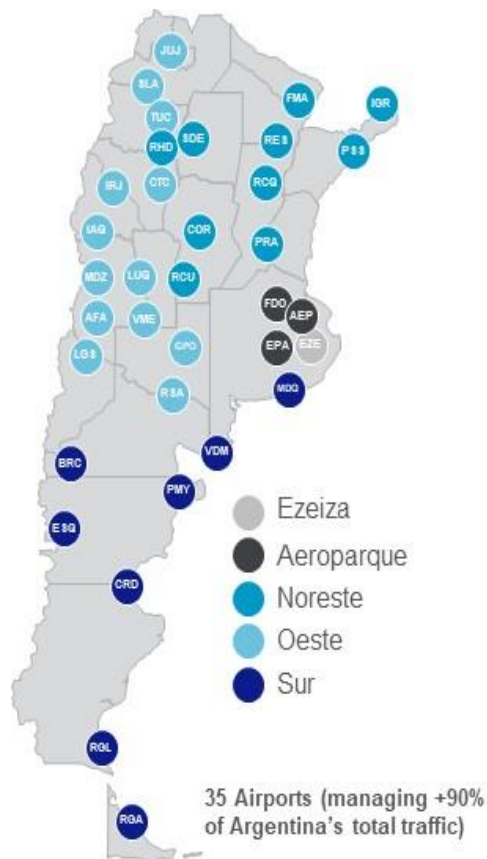 JUJ
SLA
FMA
IGR
TUC
RHD
SDE
RES
PSS
IRJ
CTC
RCQ
IAG
COR
PRA
MDZ
LUG
RCU
FDO
AEP
AFA
VME
GPO
EPA
EZE
LGS
RSA
MDQ
BRC
VDM
PMY
ESQ
CRD
RGL
RGA
Ezeiza
Aeroparque
Noreste
Oeste
Sur
35 Airports (managing +90%
of Argentina's total traffic)